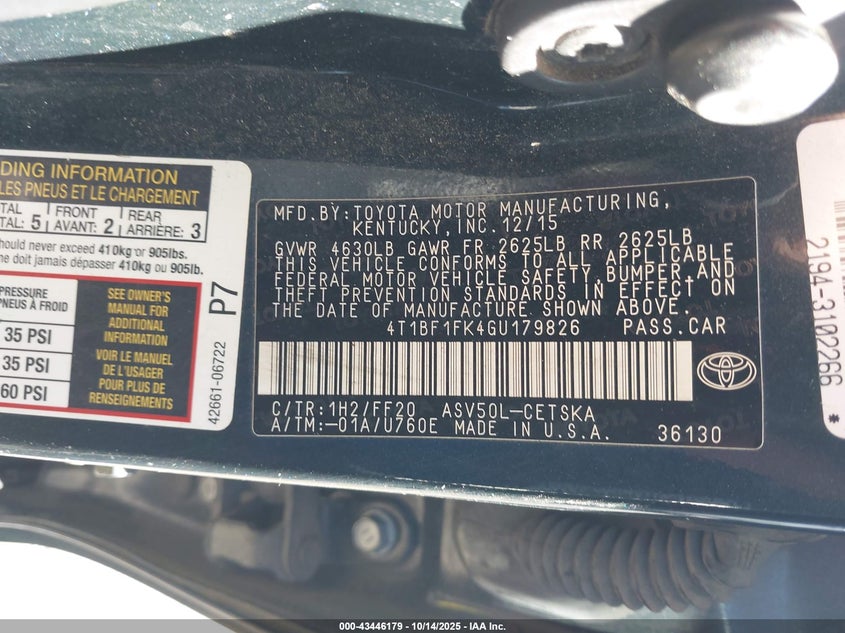 DING INFORMATION
LES PNEUS ET LE CHARGEMENT
TAL
TAL: 5
FRONT
AVANT: 2
REAR
ARRIÈRE: 3
should never exceed 410kg or 905lbs.
ne doit jamais dépasser 410kg ou 905lb.
PRESSURE
PNEUS À FROID
35 PSI
35 PSI
60 PSI
SEE OWNER'S
MANUAL FOR
ADDITIONAL
INFORMATION
VOIR LE MANUEL
DE L'USAGER
POUR PLUS DE
RENSEIGNEMENTS
P7
42661-06722
MFD.BY:TOYOTA MOTOR MANUFACTURING,
KENTUCKY, INC.12/15
GVWR 4630LB GAWR FR 2625LB RR 2625LB
THIS VEHICLE CONFORMS TO ALL APPLICABLE
FEDERAL MOTOR VEHICLE SAFETY, BUMPER, AND
THEFT PREVENTION STANDARDS IN EFFECT ON
THE DATE OF MANUFACTURE SHOWN ABOVE.
4T1BF1FK4GU179826 PASS.CAR
C/TR:1H2/FF20 ASV50L-CETSKA
A/TM:-01A/U760E MADE IN U.S.A. 36130
2194-3102266
*
000-43446179 - 10/14/2025 - IAA Inc.